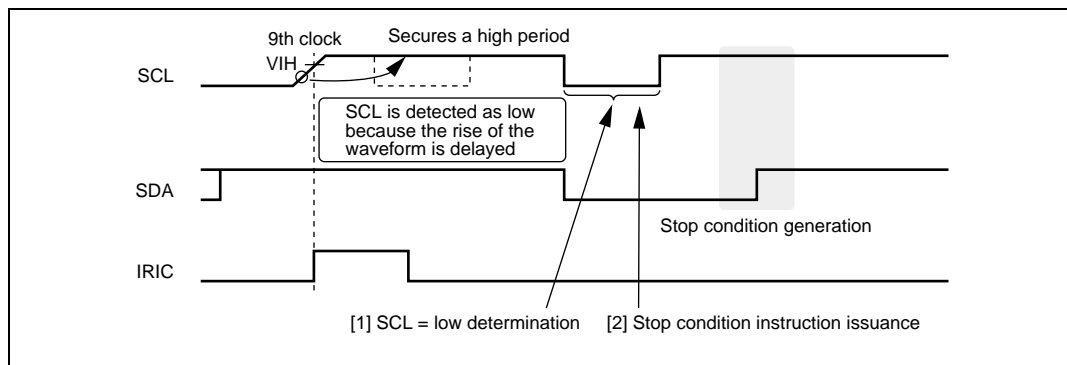 9th clock
Secures a high period
VIH
SCL
SCL is detected as low
because the rise of the
waveform is delayed
SDA
Stop condition generation
IRIC
[1] SCL = low determination
[2] Stop condition instruction issuance